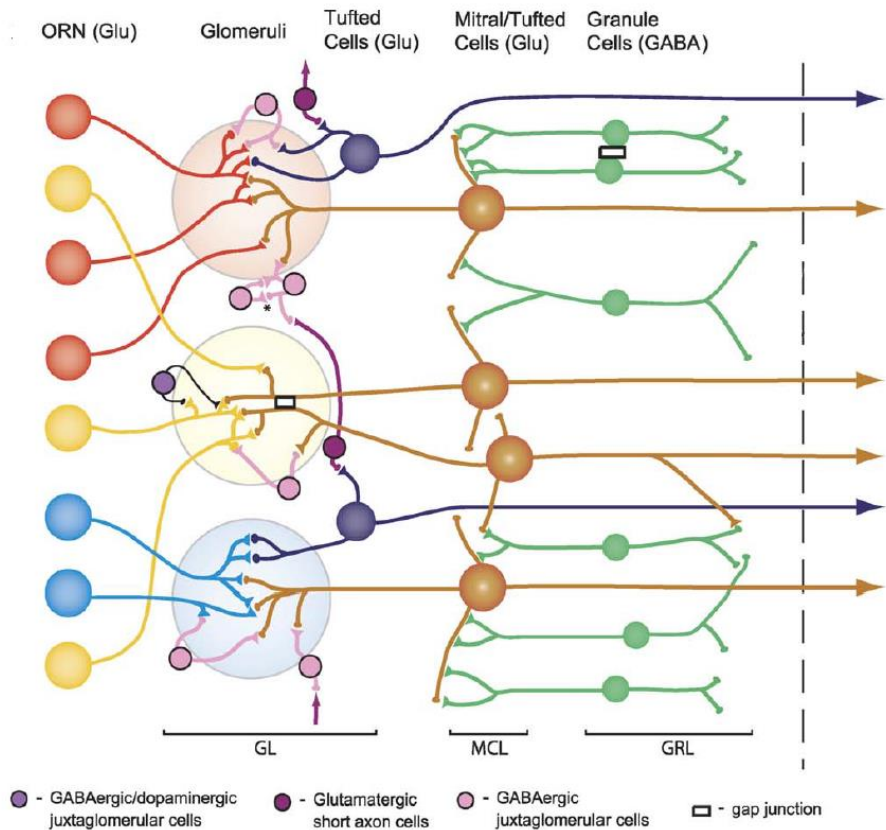 ORN (Glu)
Glomeruli
Tufted
Cells (Glu)
Mitral/Tufted
Cells (Glu)
Granule
Cells (GABA)
*
GL
MCL
GRL
- GABAergic/dopaminergic
juxtaglomerular cells
- Glutamatergic
short axon cells
- GABAergic
juxtaglomerular cells
- gap junction